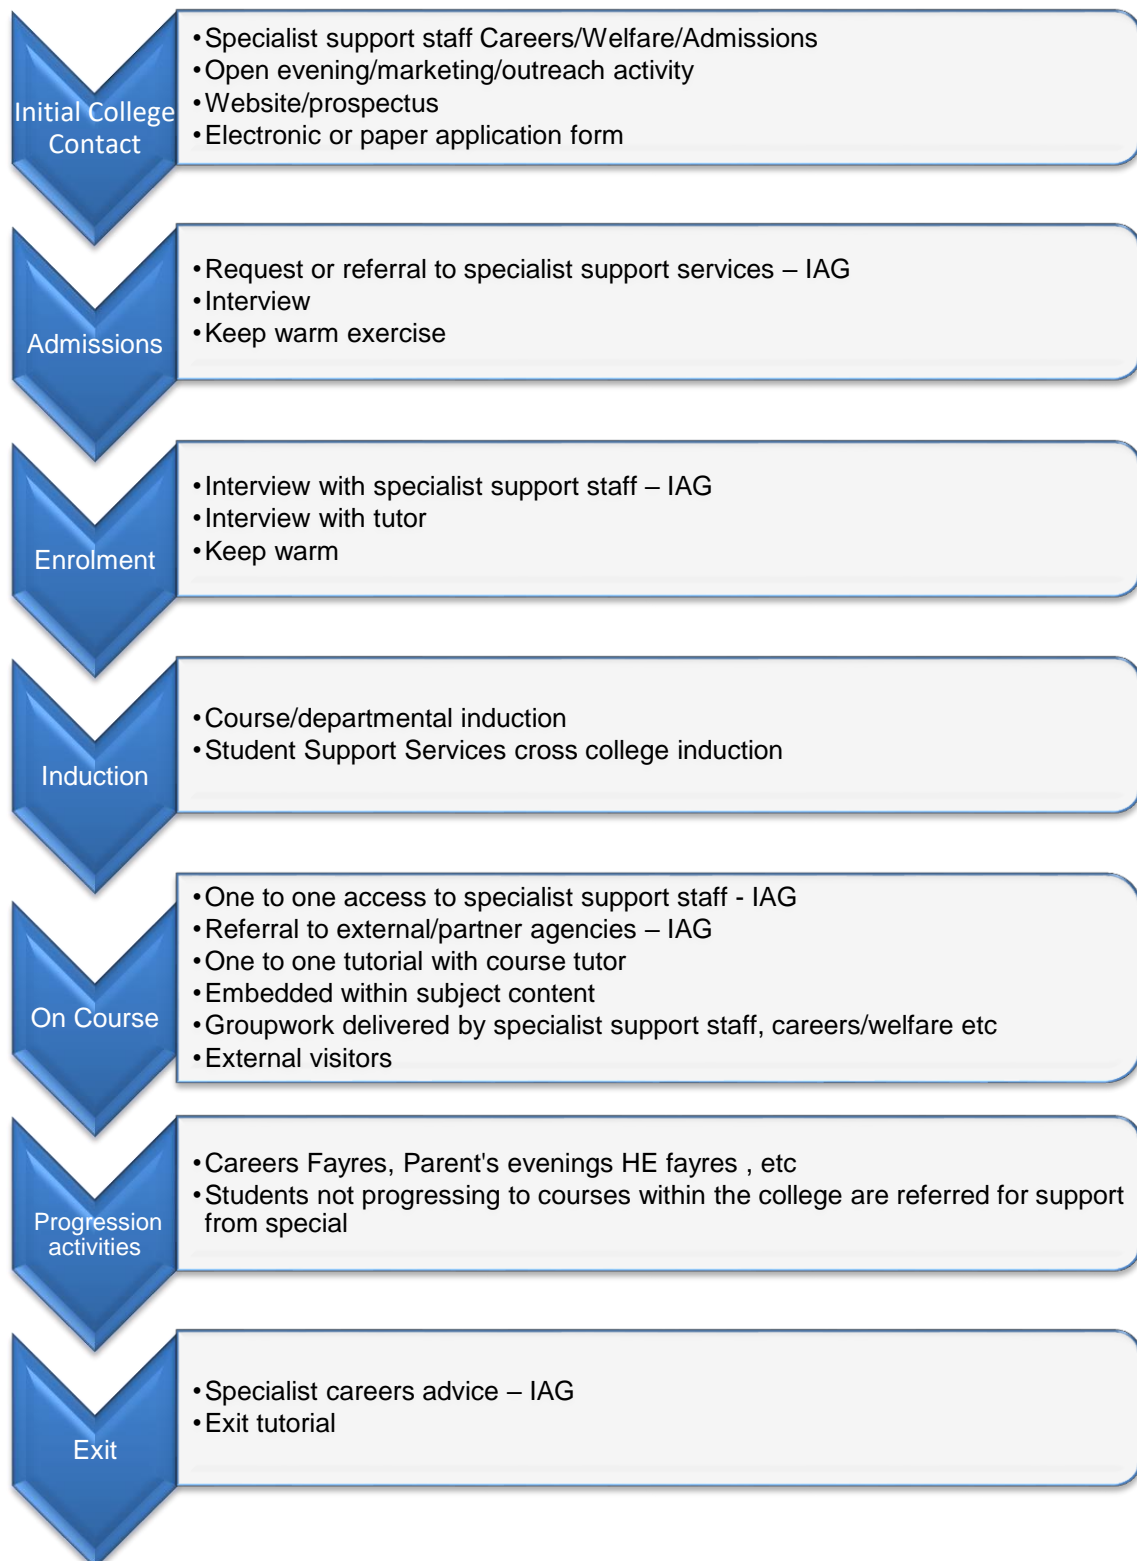 Initial College
Contact
•Specialist support staff Careers/Welfare/Admissions
•Open evening/marketing/outreach activity
•Website/prospectus
•Electronic or paper application form
Admissions
•Request or referral to specialist support services – IAG
•Interview
•Keep warm exercise
Enrolment
•Interview with specialist support staff – IAG
•Interview with tutor
•Keep warm
Induction
•Course/departmental induction
•Student Support Services cross college induction
On Course
•One to one access to specialist support staff - IAG
•Referral to external/partner agencies – IAG
•One to one tutorial with course tutor
•Embedded within subject content
•Groupwork delivered by specialist support staff, careers/welfare etc
•External visitors
Progression
activities
•Careers Fayres, Parent's evenings HE fayres , etc
•Students not progressing to courses within the college are referred for support
from special
Exit
•Specialist careers advice – IAG
•Exit tutorial